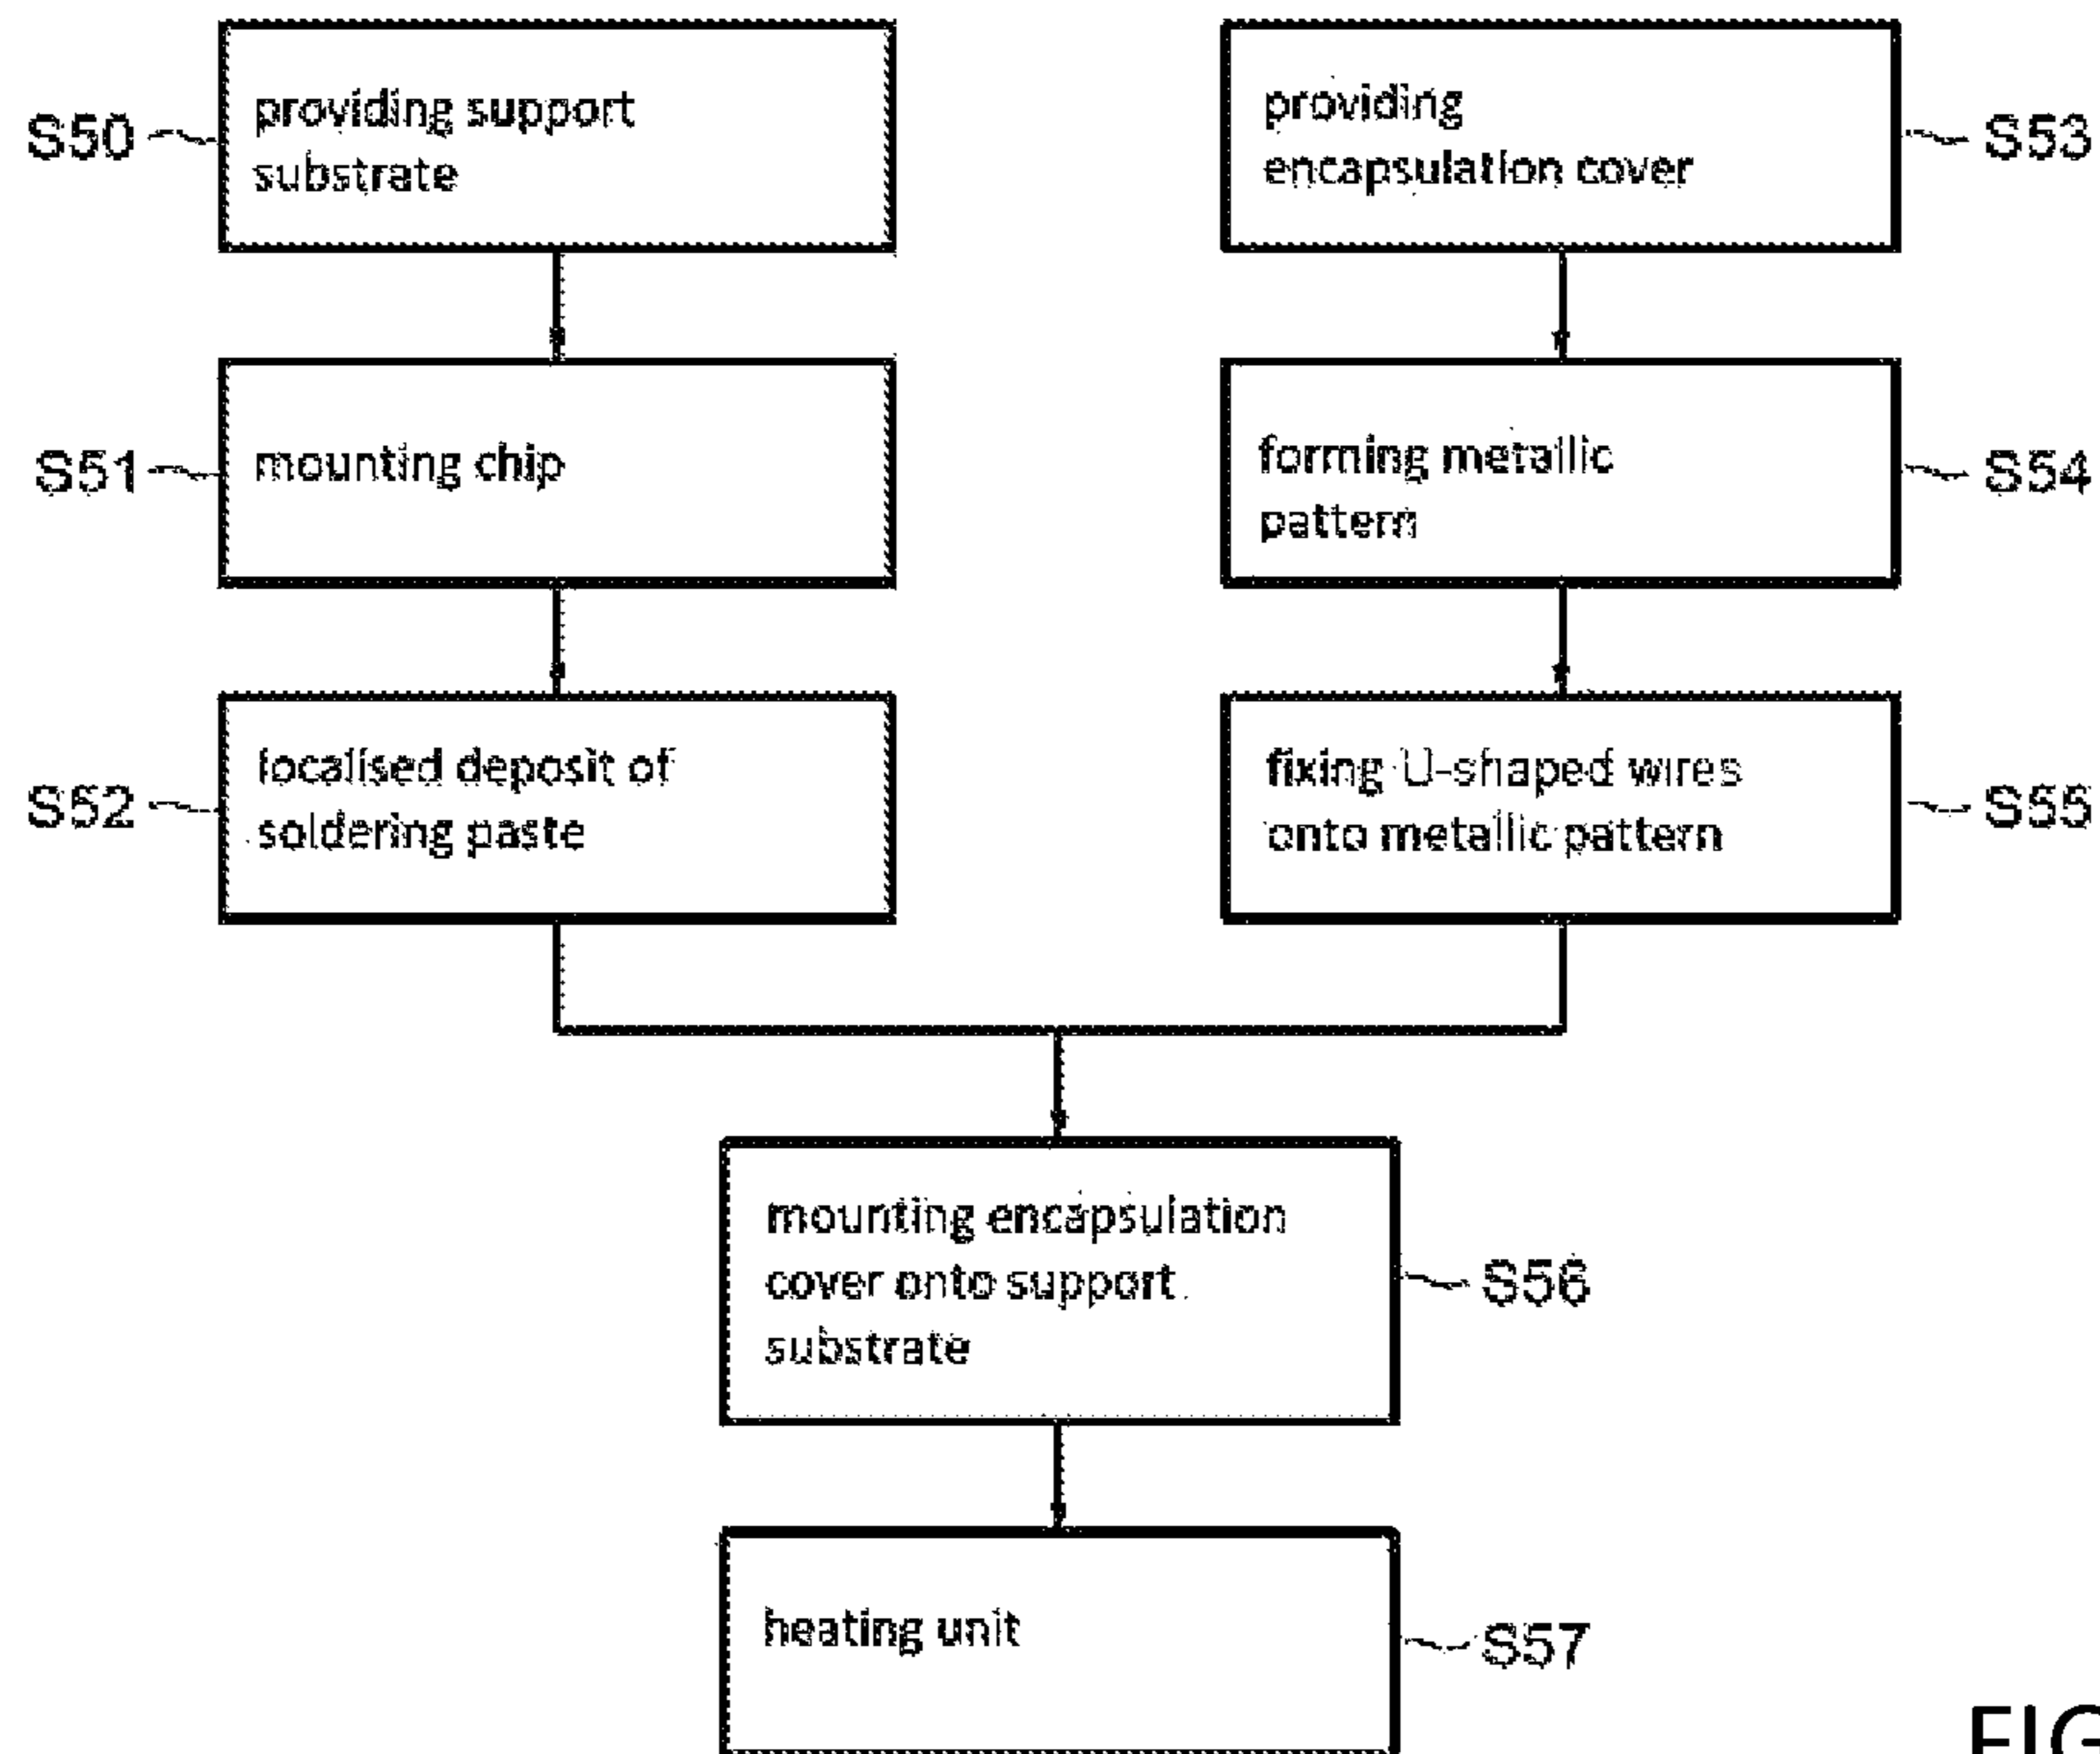 S50
providing support
substrate
S51
mounting chip
S52
localised deposit of
soldering paste
providing
encapsulation cover
S53
forming metallic
pattern
S54
fixing U-shaped wires
onto metallic pattern
S55
mounting encapsulation
cover onto support
substrate
S56
heating unit
S57